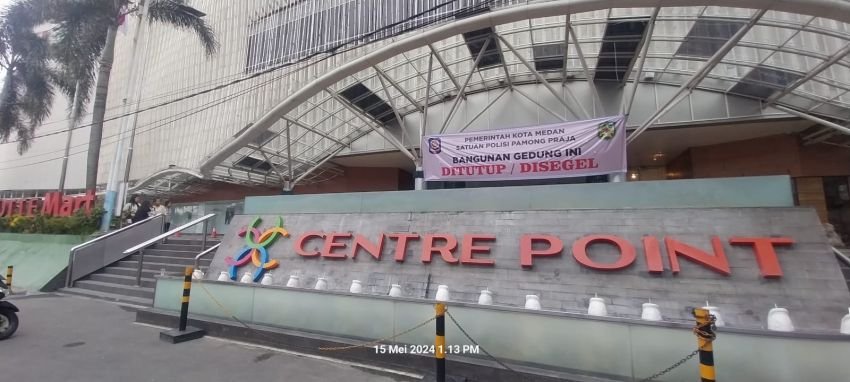 PEMERINTAH KOTA MEDAN
SATUAN POLISI PAMONG PRAJA
BANGUNAN GEDUNG INI
DITUTUP / DISEGEL
Mart
CENTRE POINT
15 Mei 2024 1.13 PM